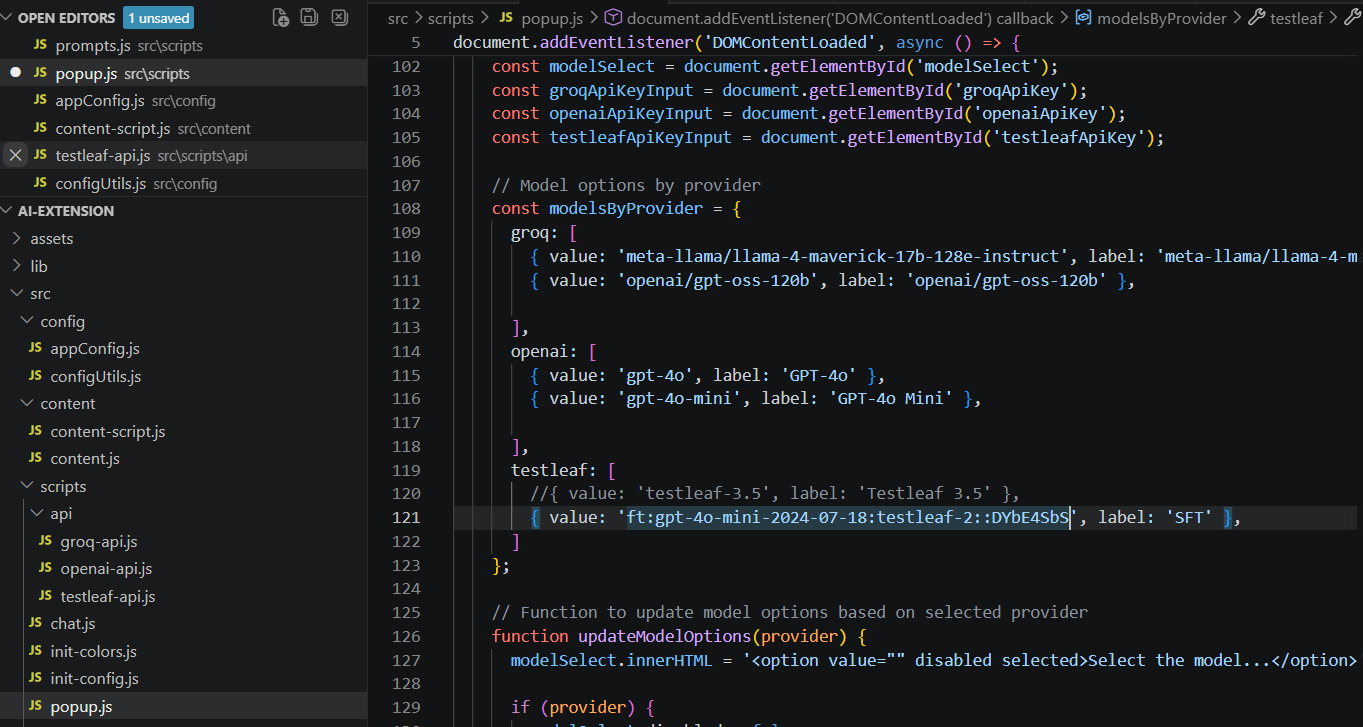 OPEN EDITORS 1 unsaved
JS prompts.js src\scripts
JS popup.js src\scripts
JS appConfig.js src\config
JS content-script.js src\content
JS testleaf-api.js src\scripts\api
JS configUtils.js src\config
AI-EXTENSION
assets
lib
src
config
JS appConfig.js
JS configUtils.js
content
JS content-script.js
JS content.js
scripts
api
JS groq-api.js
JS openai-api.js
JS testleaf-api.js
JS chat.js
JS init-colors.js
JS init-config.js
JS popup.js
src > scripts > JS popup.js > document.addEventListener('DOMContentLoaded') callback > modelsByProvider > testleaf >
5 document.addEventListener('DOMContentLoaded', async () => {
102 const modelSelect = document.getElementById('modelSelect');
103 const groqApiKeyInput = document.getElementById('groqApiKey');
104 const openaiApiKeyInput = document.getElementById('openaiApiKey');
105 const testleafApiKeyInput = document.getElementById('testleafApiKey');
106
107 // Model options by provider
108 const modelsByProvider = {
109 groq: [
110 { value: 'meta-llama/llama-4-maverick-17b-128e-instruct', label: 'meta-llama/llama-4-m
111 { value: 'openai/gpt-oss-120b', label: 'openai/gpt-oss-120b' },
112
113 ],
114 openai: [
115 { value: 'gpt-4o', label: 'GPT-4o' },
116 { value: 'gpt-4o-mini', label: 'GPT-4o Mini' },
117
118 ],
119 testleaf: [
120 //{ value: 'testleaf-3.5', label: 'Testleaf 3.5' },
121 { value: 'ft:gpt-4o-mini-2024-07-18:testleaf-2::DYbE4SbS', label: 'SFT' },
122 ]
123 };
124
125 // Function to update model options based on selected provider
126 function updateModelOptions(provider) {
127 modelSelect.innerHTML = '<option value="" disabled selected>Select the model...</option>
128
129 if (provider) {